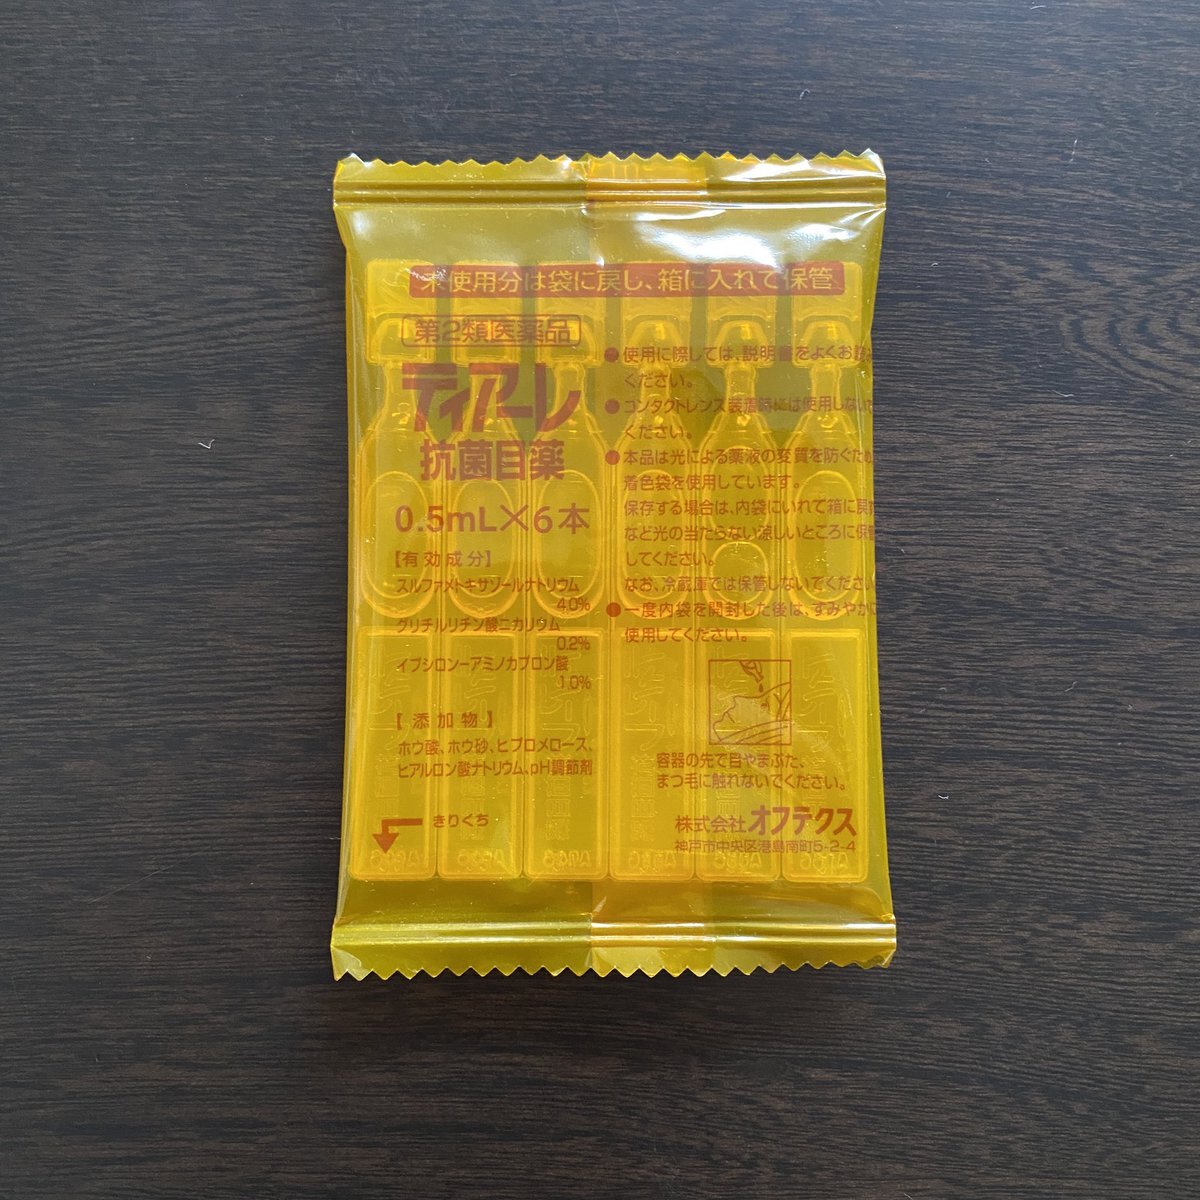 未使用分は袋に戻し、箱に入れて保管
第2類医薬品
ティアーレ
抗菌目薬
0.5mL×6本
【有効成分】
スルファメトキサゾールナトリウム
4.0%
グリチルリチン酸ニカリウム
0.2%
イプシロン-アミノカプロン酸
1.0%
【添加物】
ホウ酸、ホウ砂、ヒプロメロース、
ヒアルロン酸ナトリウム、pH調節剤
きりくち
●使用に際しては、説明書をよくお読み
ください。
●コンタクトレンズ装着時には使用しないで
ください。
●本品は光による薬液の変質を防ぐため
着色袋を使用しています。
保存する場合は、内袋にいれて箱に戻す
など光の当たらない涼しいところに保管
してください。
なお、冷蔵庫では保管しないでください
●一度内袋を開封した後は、すみやかに
使用してください。
容器の先で目やまぶた、
まつ毛に触れないでください。
株式会社オフテクス
神戸市中央区港島南町5-2-4